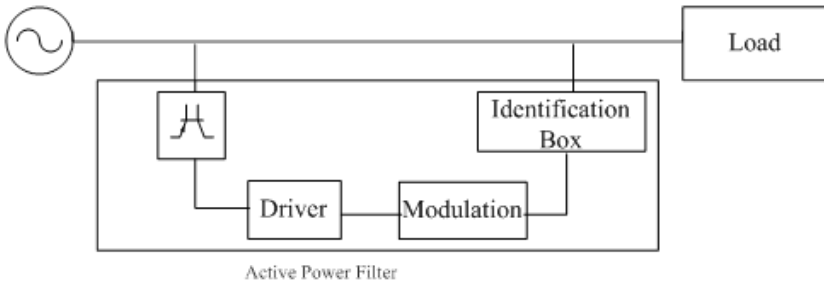 Load
Identification
Box
Driver
Modulation
Active Power Filter